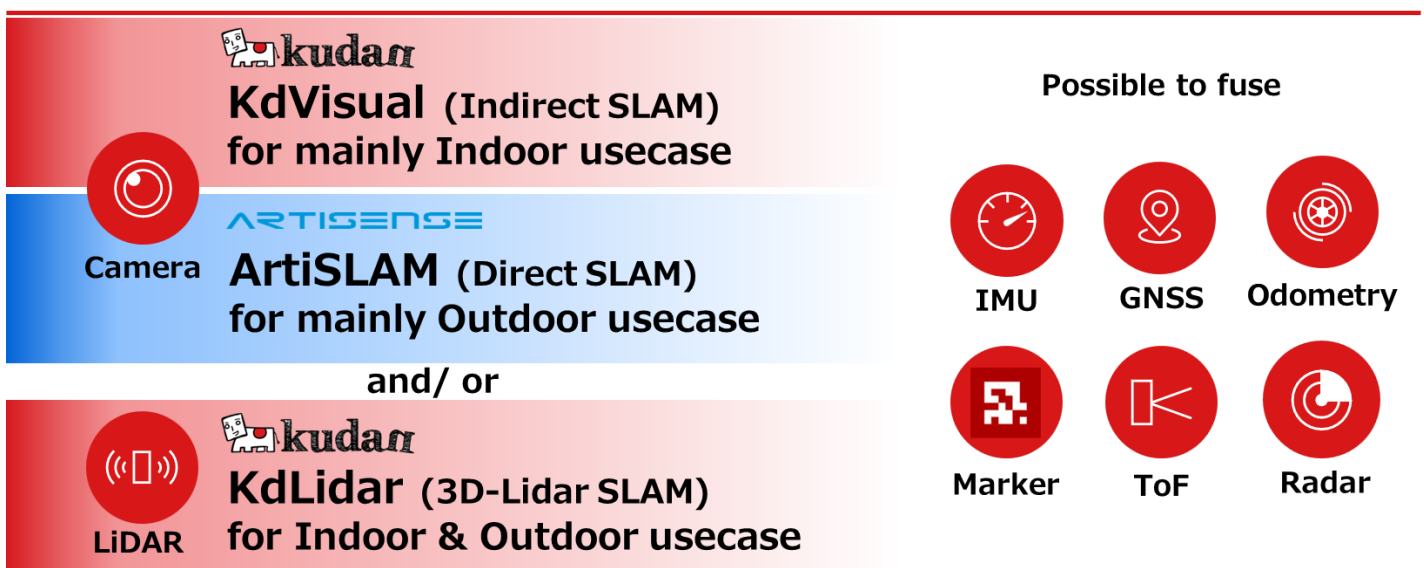 kudan
KdVisual (Indirect SLAM)
for mainly Indoor usecase
Camera
ARTISENSE
ArtiSLAM (Direct SLAM)
for mainly Outdoor usecase
and/ or
kudan
KdLidar (3D-Lidar SLAM)
for Indoor & Outdoor usecase
LiDAR
Possible to fuse
IMU
GNSS
Odometry
Marker
ToF
Radar